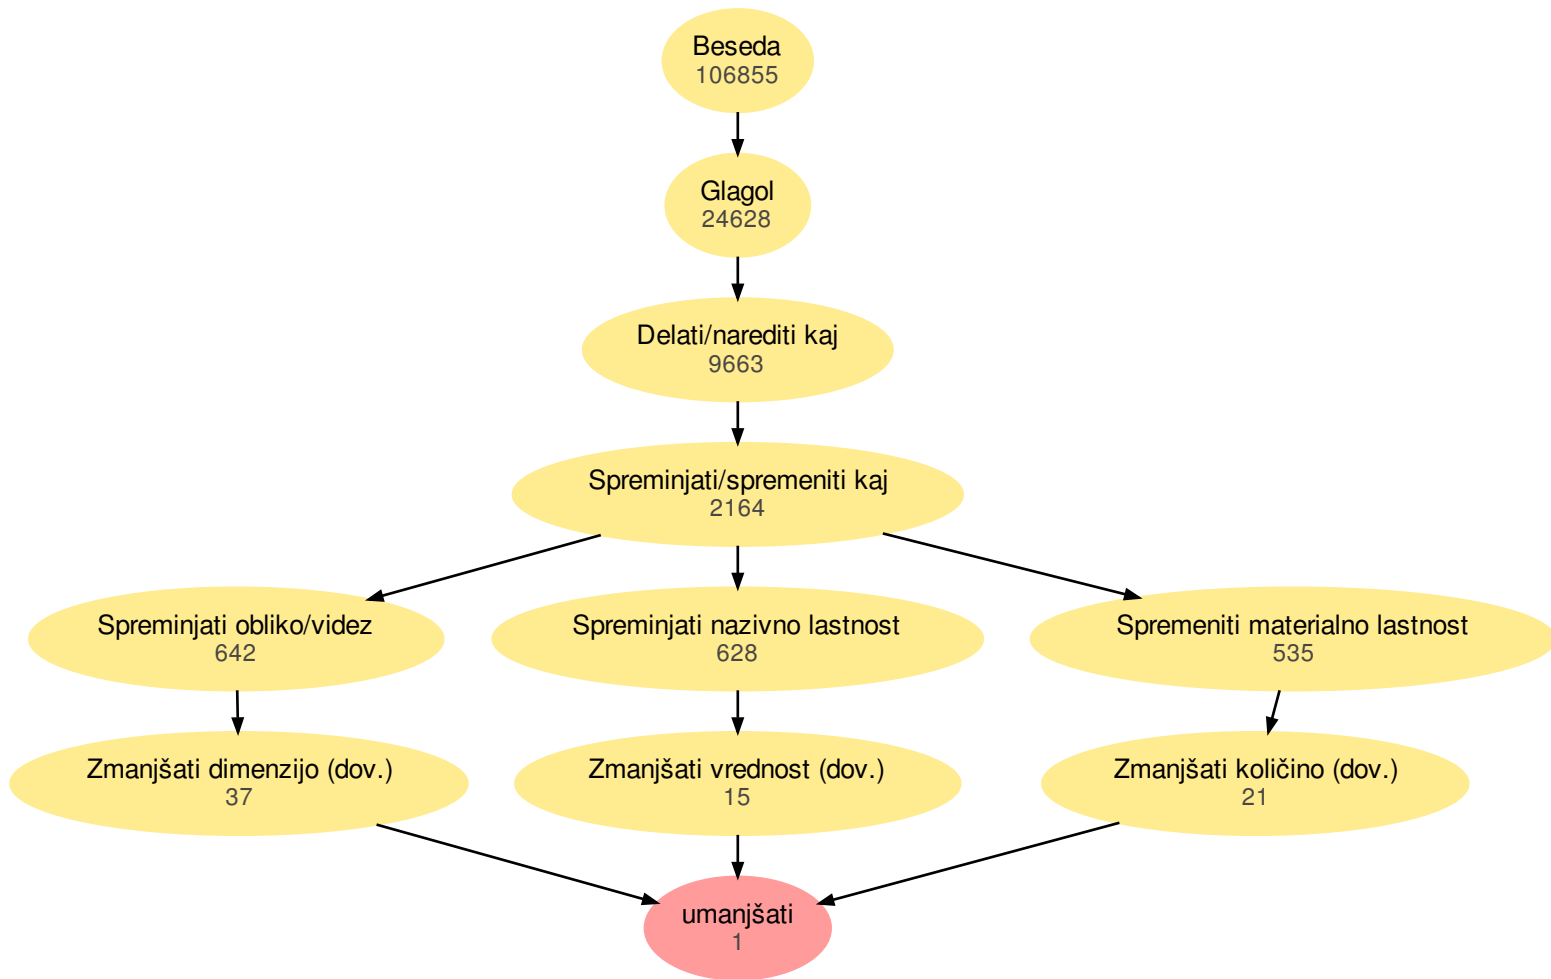 Beseda
106855
Glagol
24628
Delati/narediti kaj
9663
Spreminjati/spremeniti kaj
2164
Spreminjati obliko/videz
642
Spreminjati nazivno lastnost
628
Spremeniti materialno lastnost
535
Zmanjšati dimenzijo (dov.)
37
Zmanjšati vrednost (dov.)
15
Zmanjšati količino (dov.)
21
umanjšati
1